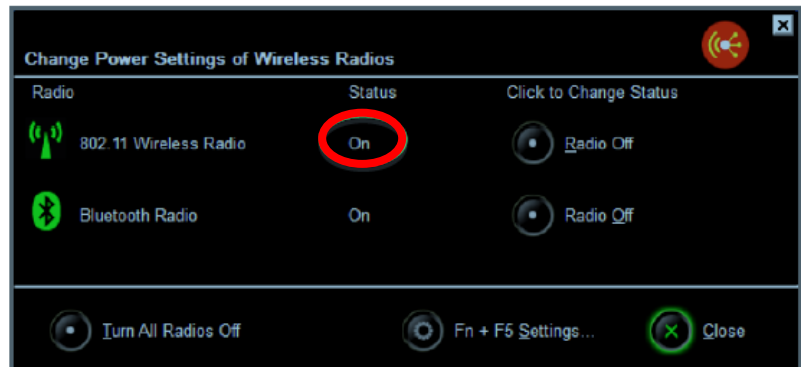 Change Power Settings of Wireless Radios
Radio Status Click to Change Status
802.11 Wireless Radio On Radio Off
Bluetooth Radio On Radio Off
Turn All Radios Off Fn + F5 Settings... Close